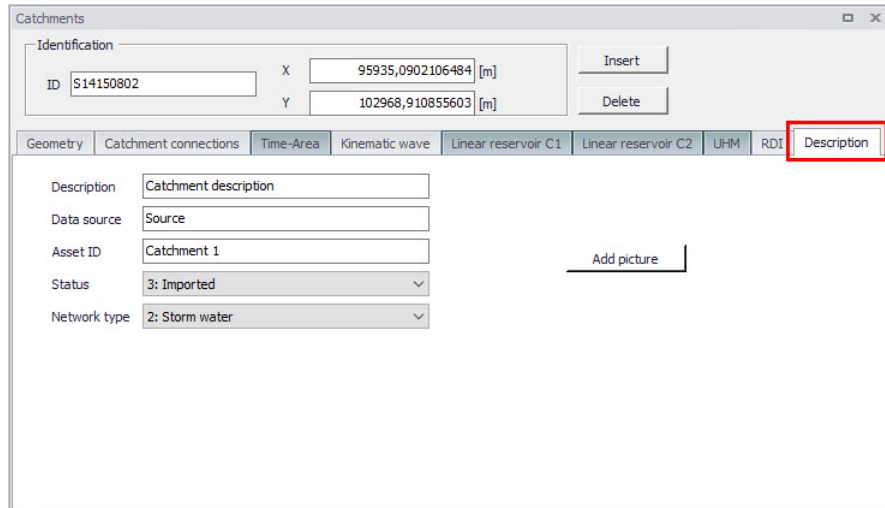 Catchments
Identification
ID S14150802
X 95935,0902106484 [m]
Y 102968,910855603 [m]
Insert
Delete
Geometry Catchment connections Time-Area Kinematic wave Linear reservoir C1 Linear reservoir C2 UHM RDI Description
Description Catchment description
Data source Source
Asset ID Catchment 1
Add picture
Status 3: Imported
Network type 2: Storm water